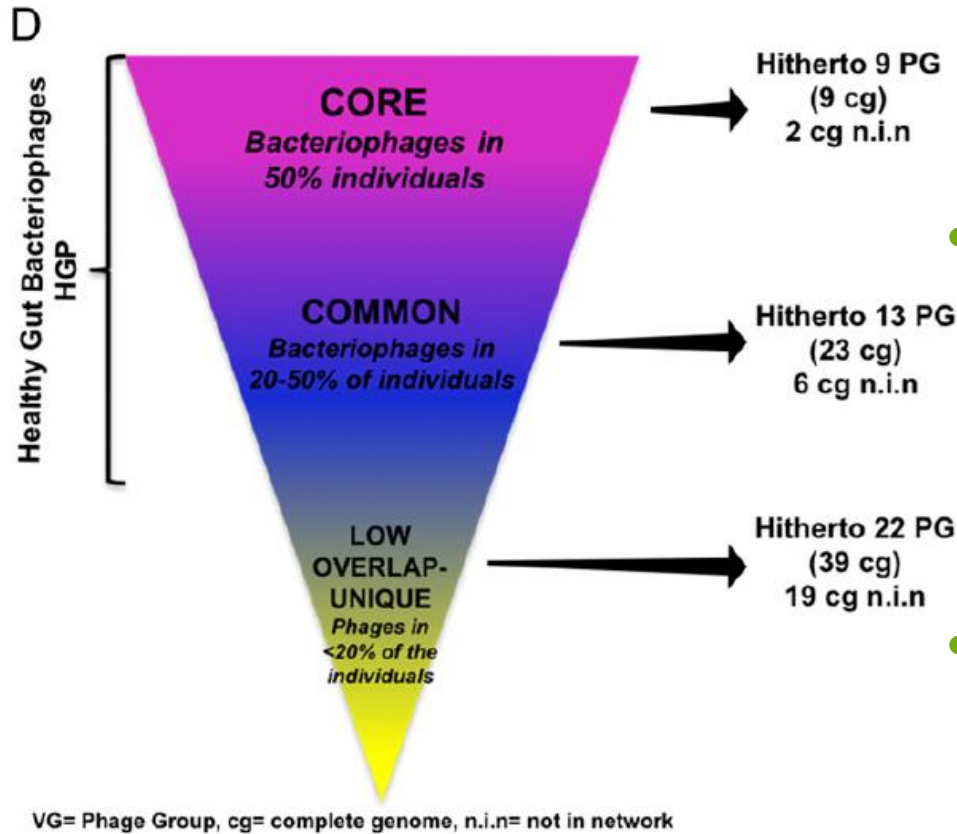 D
Healthy Gut Bacteriophages
HGP
CORE
Bacteriophages in
50% individuals
Hitherto 9 PG
(9 cg)
2 cg n.i.n
COMMON
Bacteriophages in
20-50% of individuals
Hitherto 13 PG
(23 cg)
6 cg n.i.n
LOW
OVERLAP-
UNIQUE
Phages in
<20% of the
individuals
Hitherto 22 PG
(39 cg)
19 cg n.i.n
VG= Phage Group, cg= complete genome, n.i.n= not in network